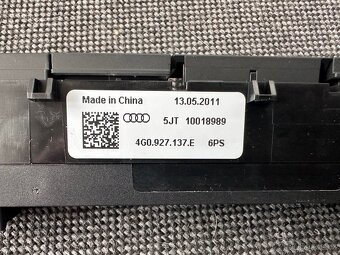 Made in China 13.05.2011
5JT 10018989
4G0.927.137.E 6PS